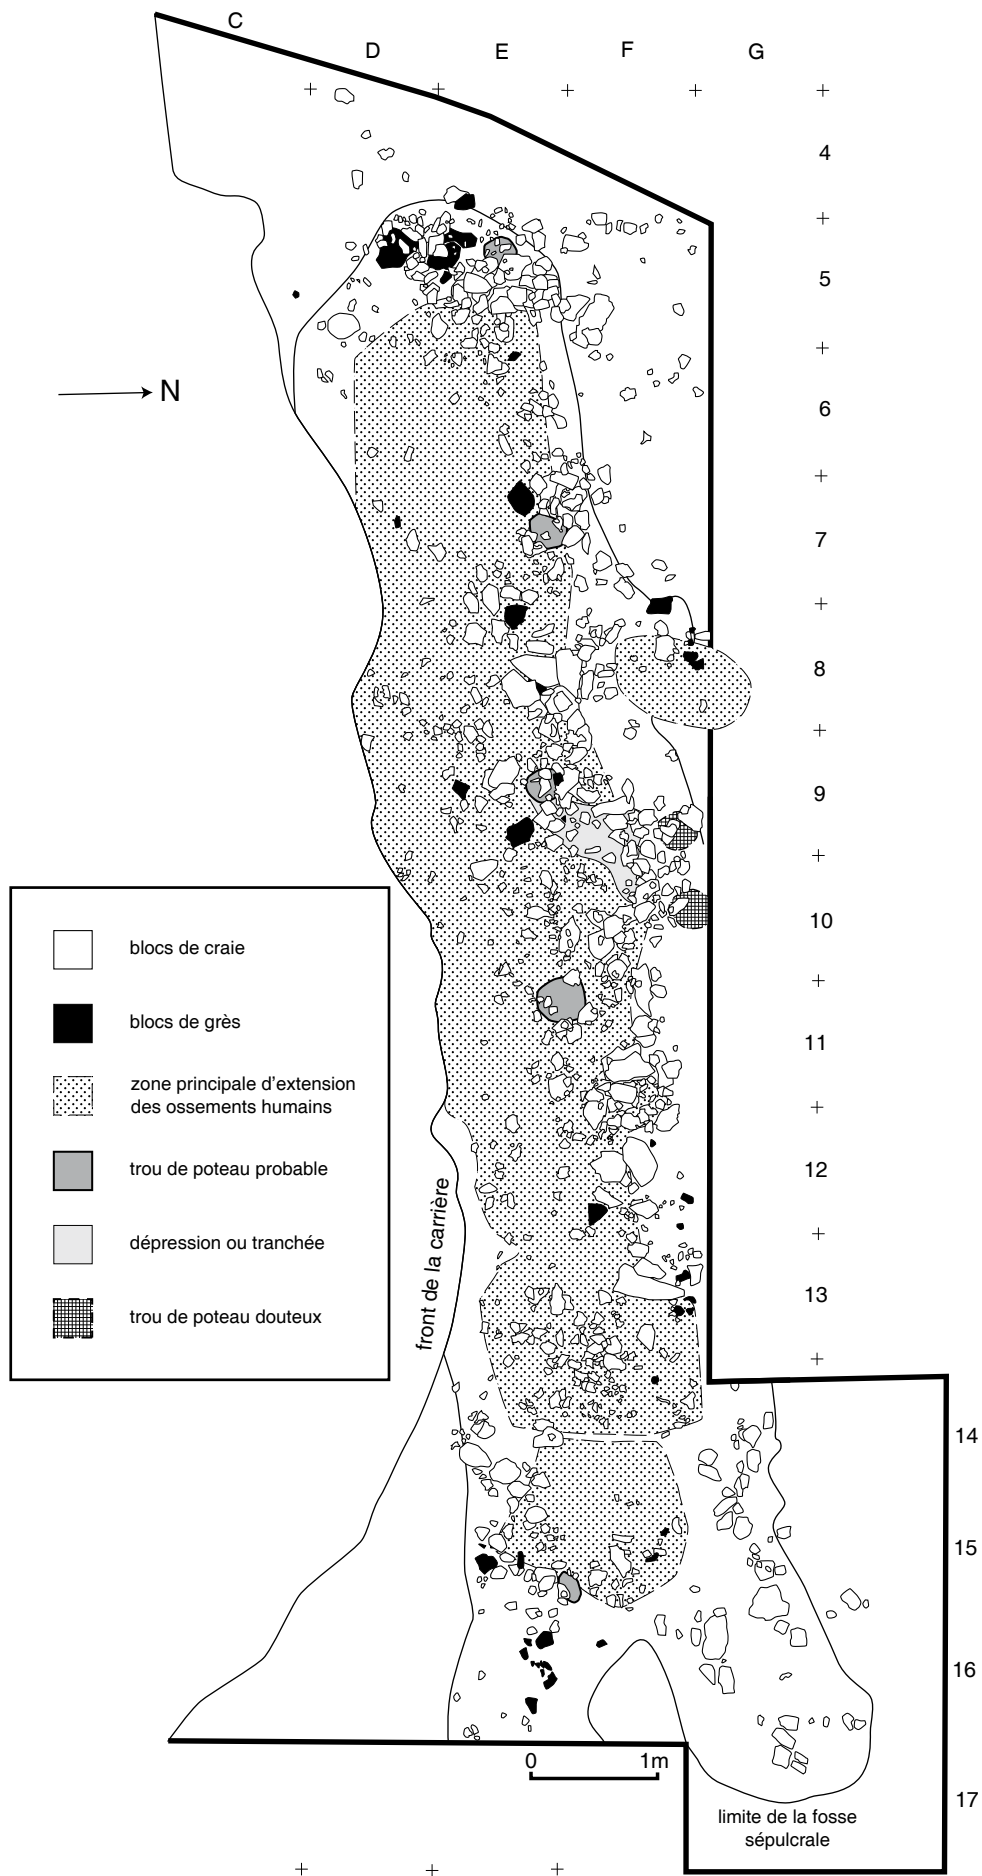 C
D
E
F
G
4
5
N
6
7
8
9
10
11
12
13
14
15
16
17
blocs de craie
blocs de grès
zone principale d'extension
des ossements humains
trou de poteau probable
dépression ou tranchée
trou de poteau douteux
front de la carrière
0 1m
limite de la fosse
sépulcrale